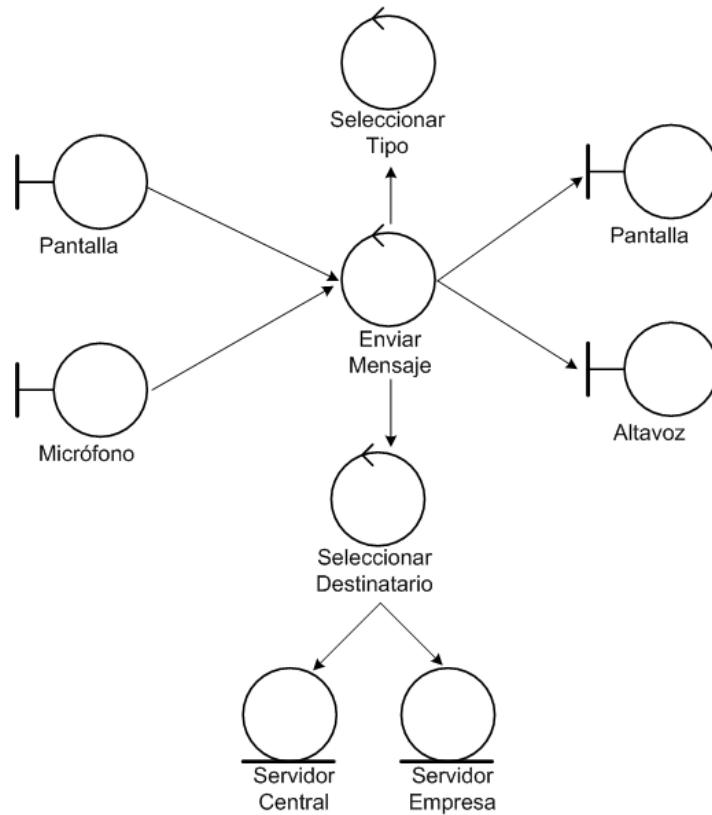 Seleccionar
Tipo
Pantalla
Pantalla
Enviar
Mensaje
Micrófono
Altavoz
Seleccionar
Destinatario
Servidor
Central
Servidor
Empresa